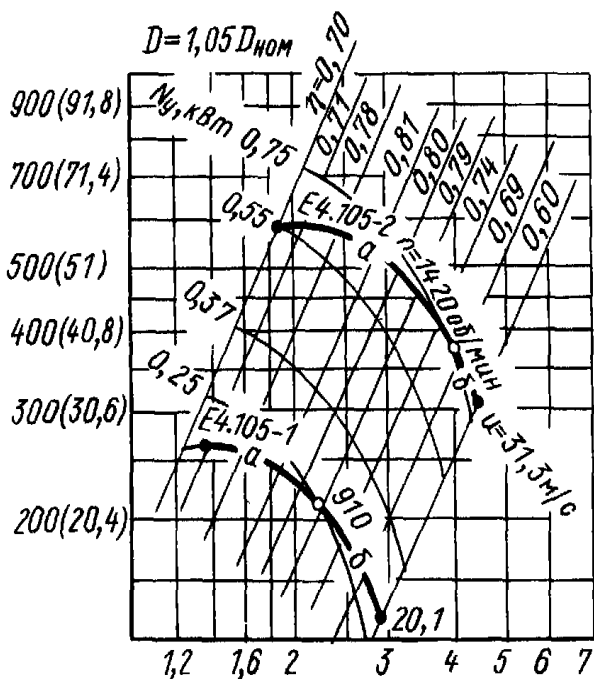 D=1,05 Dном
Nу, кВт 0,75
η=0,70
0,71
0,78
0,81
0,80
0,79
0,74
0,69
0,60
900(91,8)
700(71,4)
500(51)
400(40,8)
300(30,6)
200(20,4)
0,55
E4.105-2
а
n=1420 об/мин
б
u=31,3м/с
0,37
0,25
E4.105-1
а
910
б
20,1
1,2 1,6 2 3 4 5 6 7